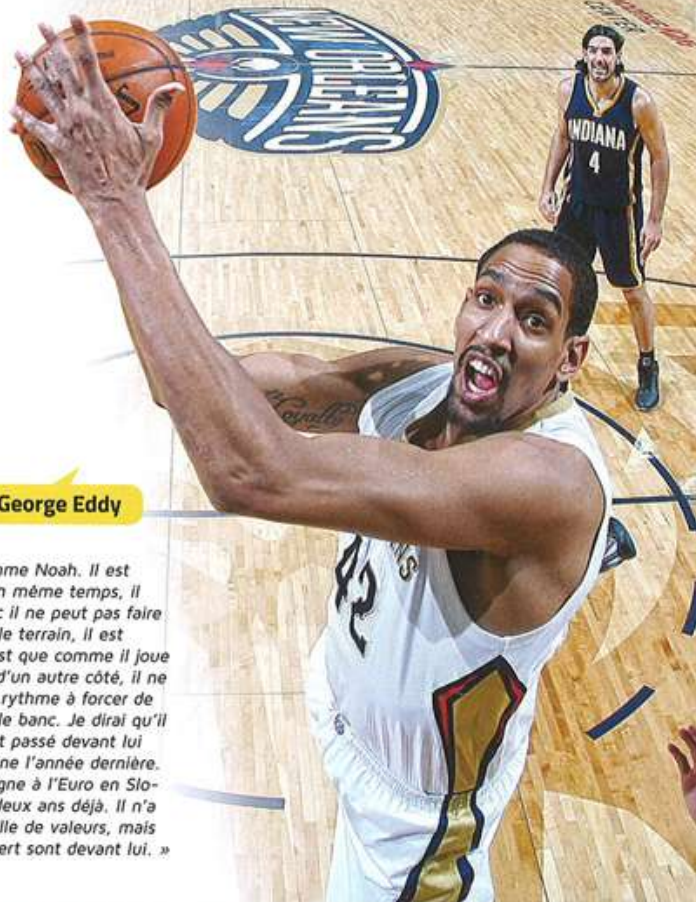 NEW ORLEANS
CENTER
INDIANA
4
42
George Eddy
me Noah. Il est
n même temps, il
il ne peut pas faire
le terrain, il est
st que comme il joue
d'un autre côté, il ne
rythme à forcer de
le banc. Je dirai qu'il
t passé devant lui
ne l'année dernière.
gne à l'Euro en Slo-
deux ans déjà. Il n'a
lle de valeurs, mais
ert sont devant lui. »